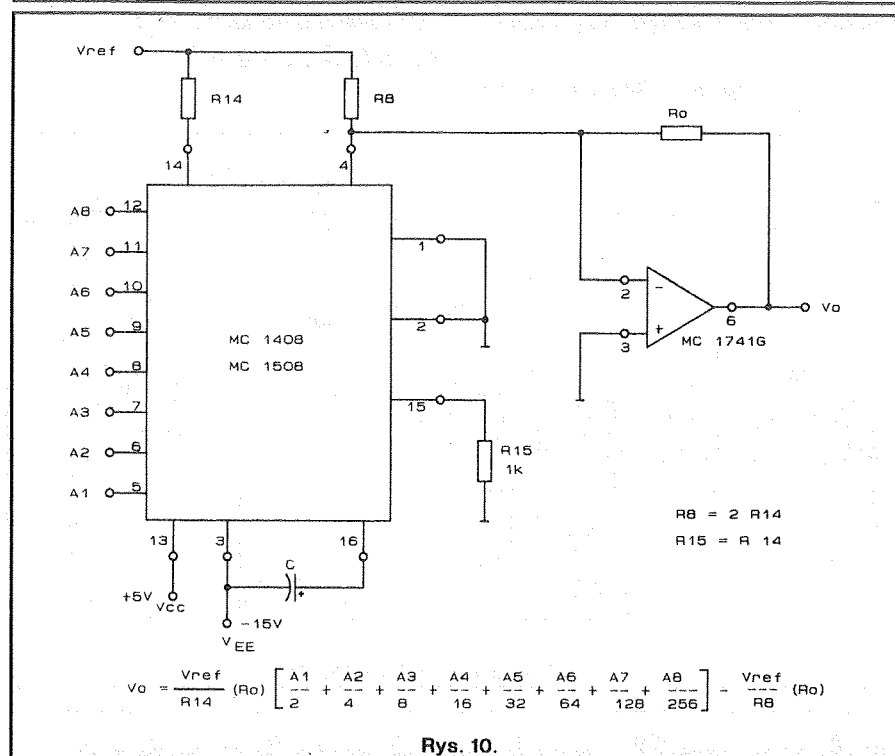 Vref
R14
R8
Ro
14
4
A8 12
A7 11
A6 10
A5 9
A4 8
A3 7
A2 6
A1 5
MC 1408
MC 1508
1
2
15
R15
1k
2
-
3
+
6
Vo
MC 1741G
R8 = 2 R14
R15 = R 14
13
3
16
C
+
+5V
Vcc
-15V
VEE
Vo = Vref/R14 (Ro) [A1/2 + A2/4 + A3/8 + A4/16 + A5/32 + A6/64 + A7/128 + A8/256] - Vref/R8 (Ro)
Rys. 10.